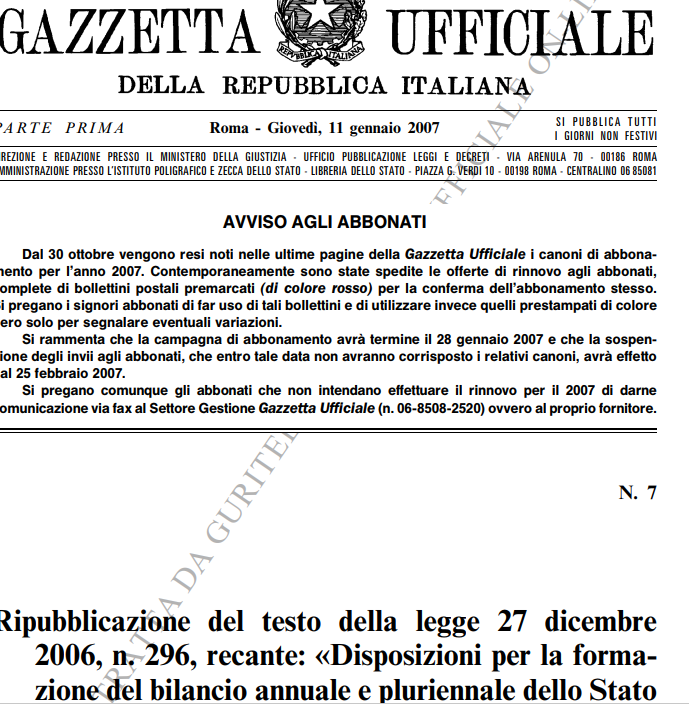 GAZZETTA UFFICIALE
DELLA REPUBBLICA ITALIANA
PARTE PRIMA
Roma - Giovedì, 11 gennaio 2007
SI PUBBLICA TUTTI
I GIORNI NON FESTIVI
REZIONE E REDAZIONE PRESSO IL MINISTERO DELLA GIUSTIZIA - UFFICIO PUBBLICAZIONE LEGGI E DECRETI - VIA ARENULA 70 - 00186 ROMA
MMINISTRAZIONE PRESSO L'ISTITUTO POLIGRAFICO E ZECCA DELLO STATO - LIBRERIA DELLO STATO - PIAZZA G. VERDI 10 - 00198 ROMA - CENTRALINO 06 85081
AVVISO AGLI ABBONATI
Dal 30 ottobre vengono resi noti nelle ultime pagine della Gazzetta Ufficiale i canoni di abbona-
mento per l'anno 2007. Contemporaneamente sono state spedite le offerte di rinnovo agli abbonati,
omplete di bollettini postali premarcati (di colore rosso) per la conferma dell'abbonamento stesso.
Si pregano i signori abbonati di far uso di tali bollettini e di utilizzare invece quelli prestampati di colore
ero solo per segnalare eventuali variazioni.
Si rammenta che la campagna di abbonamento avrà termine il 28 gennaio 2007 e che la sospen-
ione degli invii agli abbonati, che entro tale data non avranno corrisposto i relativi canoni, avrà effetto
al 25 febbraio 2007.
Si pregano comunque gli abbonati che non intendano effettuare il rinnovo per il 2007 di darne
omunicazione via fax al Settore Gestione Gazzetta Ufficiale (n. 06-8508-2520) ovvero al proprio fornitore.
N. 7
Ripubblicazione del testo della legge 27 dicembre
2006, n. 296, recante: «Disposizioni per la forma-
zione del bilancio annuale e pluriennale dello Stato